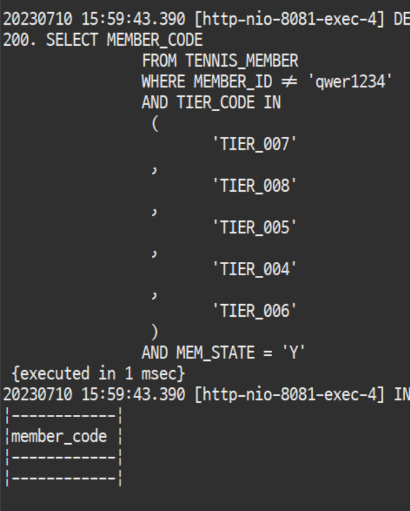 20230710 15:59:43.390 [http-nio-8081-exec-4] DE
200. SELECT MEMBER_CODE
FROM TENNIS_MEMBER
WHERE MEMBER_ID ≠ 'qwer1234'
AND TIER_CODE IN
(
'TIER_007'
,
'TIER_008'
,
'TIER_005'
,
'TIER_004'
,
'TIER_006'
)
AND MEM_STATE = 'Y'
{executed in 1 msec}
20230710 15:59:43.390 [http-nio-8081-exec-4] IN
|------------|
|member_code |
|------------|
|------------|